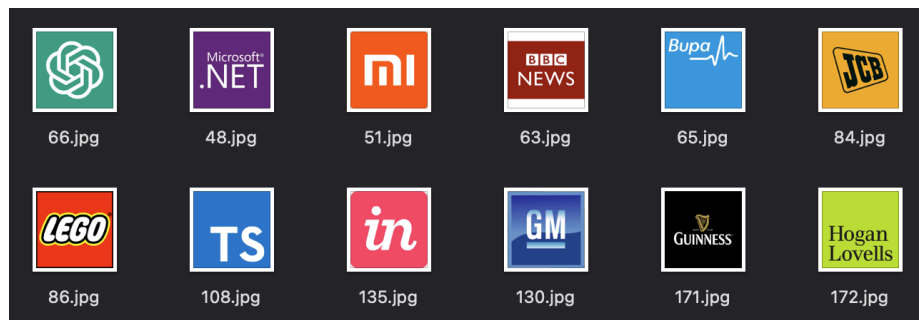 Microsoft®
.NET
mi
BBC
NEWS
Bupa
JCB
66.jpg
48.jpg
51.jpg
63.jpg
65.jpg
84.jpg
LEGO
TS
in
GM
GUINNESS
Hogan
Lovells
86.jpg
108.jpg
135.jpg
130.jpg
171.jpg
172.jpg